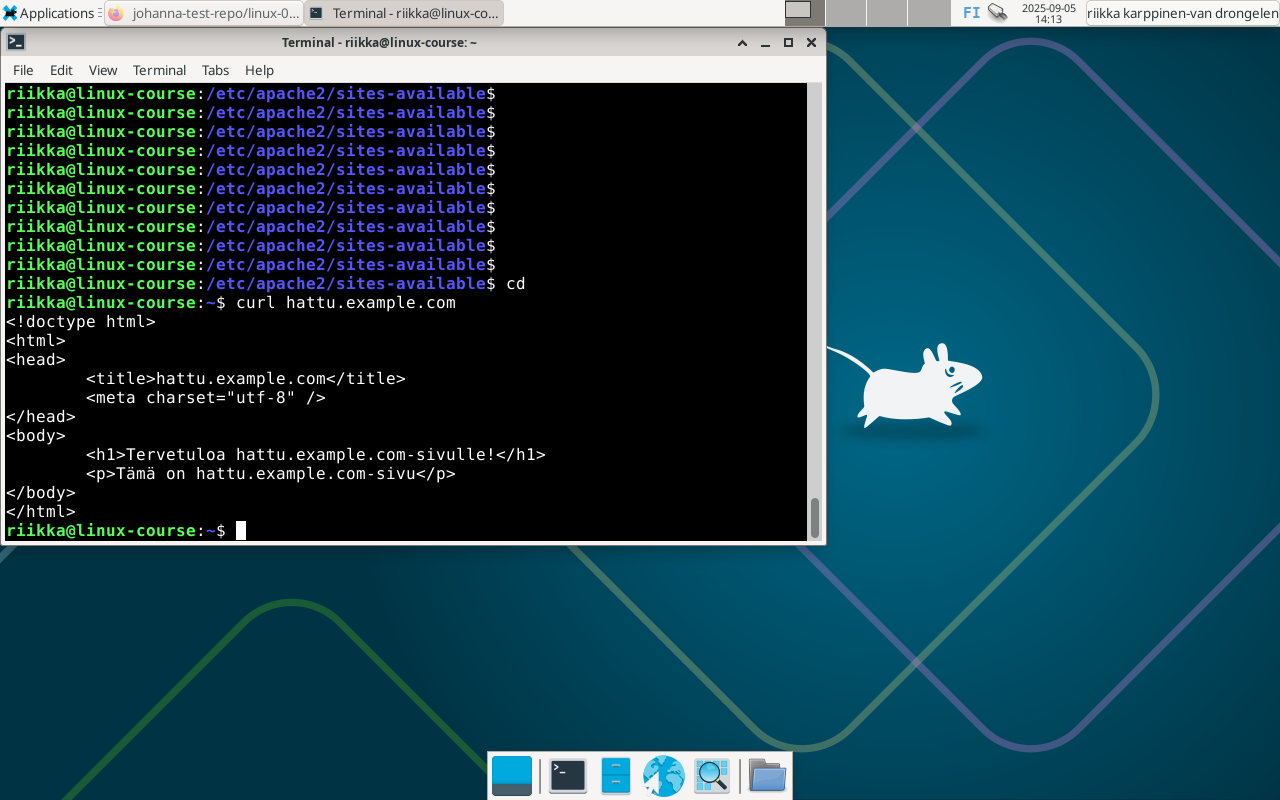 Applications
johanna-test-repo/linux-0...
Terminal - riikka@linux-co...
FI
2025-09-05
14:13
riikka karppinen-van drongelen
Terminal - riikka@linux-course: ~
File Edit View Terminal Tabs Help
riikka@linux-course:/etc/apache2/sites-available$
riikka@linux-course:/etc/apache2/sites-available$
riikka@linux-course:/etc/apache2/sites-available$
riikka@linux-course:/etc/apache2/sites-available$
riikka@linux-course:/etc/apache2/sites-available$
riikka@linux-course:/etc/apache2/sites-available$
riikka@linux-course:/etc/apache2/sites-available$
riikka@linux-course:/etc/apache2/sites-available$
riikka@linux-course:/etc/apache2/sites-available$
riikka@linux-course:/etc/apache2/sites-available$
riikka@linux-course:/etc/apache2/sites-available$ cd
riikka@linux-course:~$ curl hattu.example.com
<!doctype html>
<html>
<head>
        <title>hattu.example.com</title>
        <meta charset="utf-8" />
</head>
<body>
        <h1>Tervetuloa hattu.example.com-sivulle!</h1>
        <p>Tämä on hattu.example.com-sivu</p>
</body>
</html>
riikka@linux-course:~$